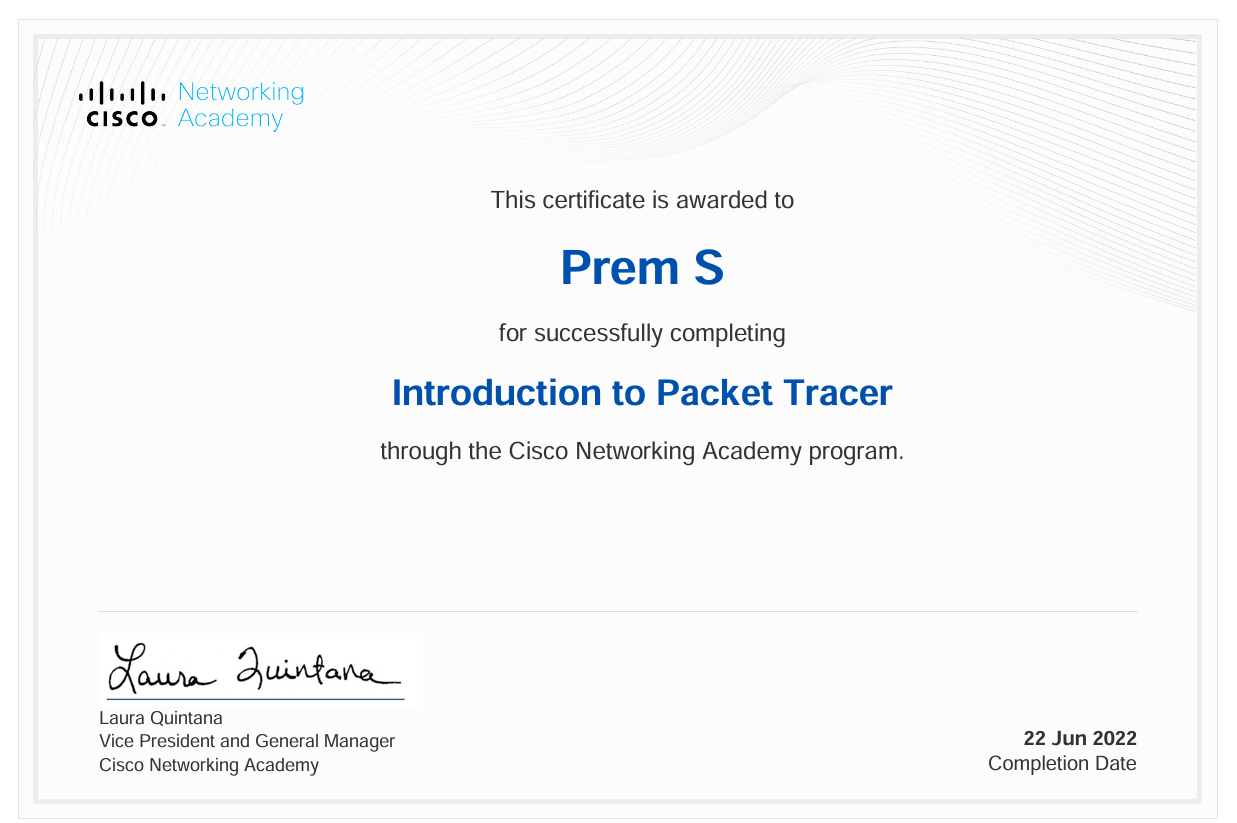 Networking
CISCO Academy
This certificate is awarded to
Prem S
for successfully completing
Introduction to Packet Tracer
through the Cisco Networking Academy program.
Laura Quintana
Laura Quintana
Vice President and General Manager
Cisco Networking Academy
22 Jun 2022
Completion Date